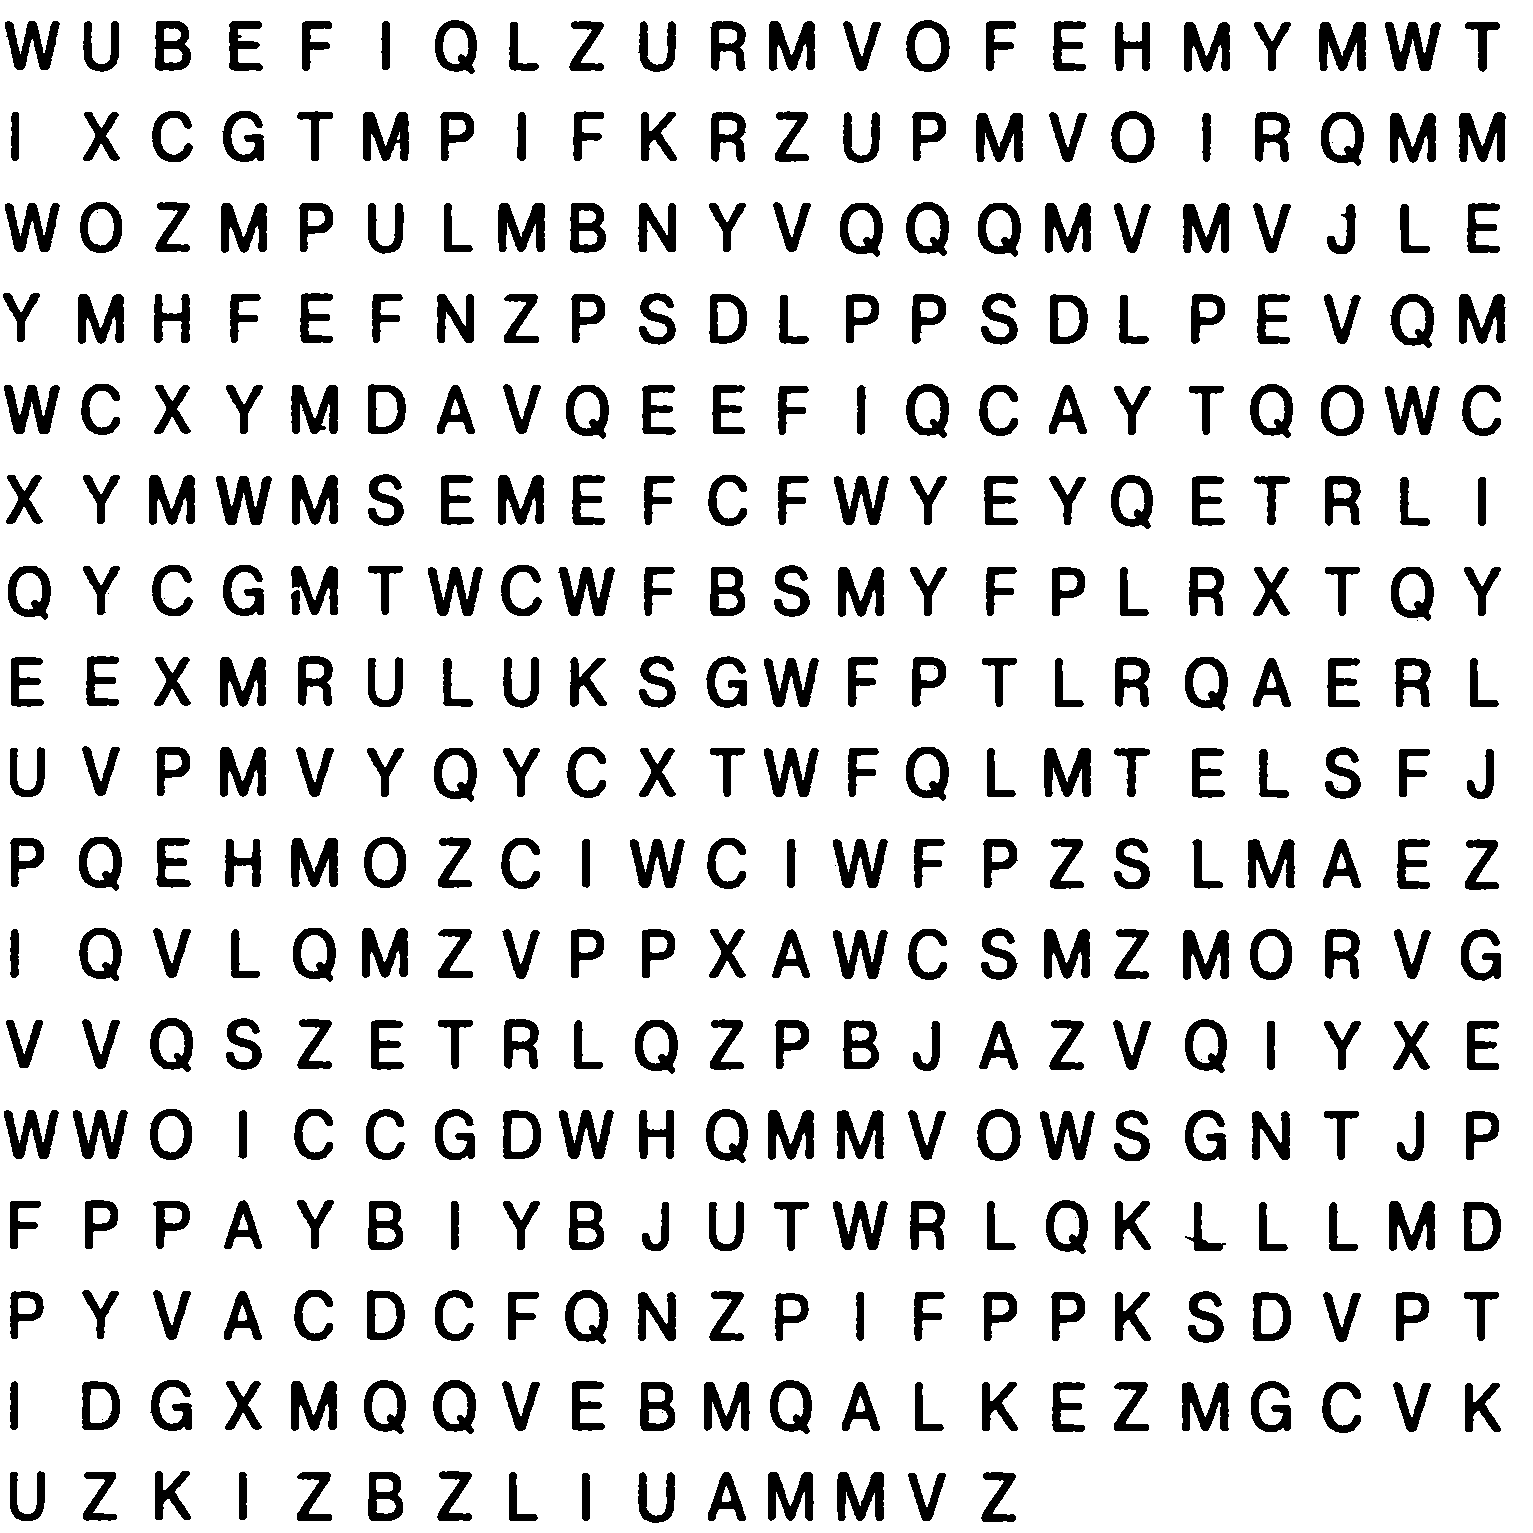 W U B E F I Q L Z U R M V O F E H M Y M W T
I X C G T M P I F K R Z U P M V O I R Q M M
W O Z M P U L M B N Y V Q Q Q M V M V J L E
Y M H F E F N Z P S D L P P S D L P E V Q M
W C X Y M D A V Q E E F I Q C A Y T Q O W C
X Y M W M S E M E F C F W Y E Y Q E T R L I
Q Y C G M T W C W F B S M Y F P L R X T Q Y
E E X M R U L U K S G W F P T L R Q A E R L
U V P M V Y Q Y C X T W F Q L M T E L S F J
P Q E H M O Z C I W C I W F P Z S L M A E Z
I Q V L Q M Z V P P X A W C S M Z M O R V G
V V Q S Z E T R L Q Z P B J A Z V Q I Y X E
W W O I C C G D W H Q M M V O W S G N T J P
F P P A Y B I Y B J U T W R L Q K L L L M D
P Y V A C D C F Q N Z P I F P P K S D V P T
I D G X M Q Q V E B M Q A L K E Z M G C V K
U Z K I Z B Z L I U A M M V Z